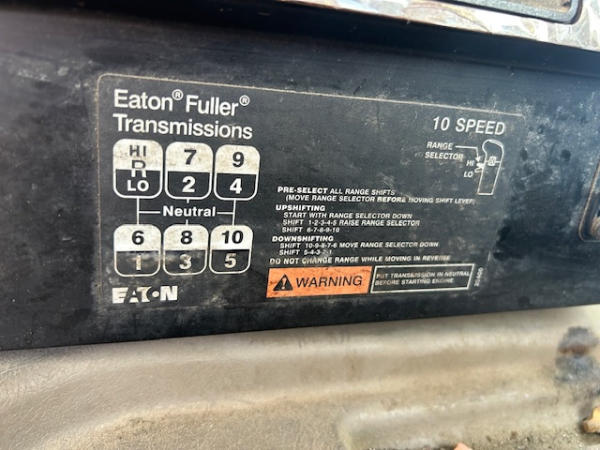 Eaton® Fuller®
Transmissions
10 SPEED
RANGE
SELECTOR
HI
LO
HI 7 9
R
LO 2 4
Neutral
6 8 10
1 3 5
PRE-SELECT ALL RANGE SHIFTS
(MOVE RANGE SELECTOR BEFORE MOVING SHIFT LEVER)
UPSHIFTING
START WITH RANGE SELECTOR DOWN
SHIFT 1-2-3-4-5 RAISE RANGE SELECTOR
SHIFT 6-7-8-9-10
DOWNSHIFTING
SHIFT 10-9-8-7-6 MOVE RANGE SELECTOR DOWN
SHIFT 5-4-3-2-1
DO NOT CHANGE RANGE WHILE MOVING IN REVERSE
WARNING
PUT TRANSMISSION IN NEUTRAL
BEFORE STARTING ENGINE
EATON